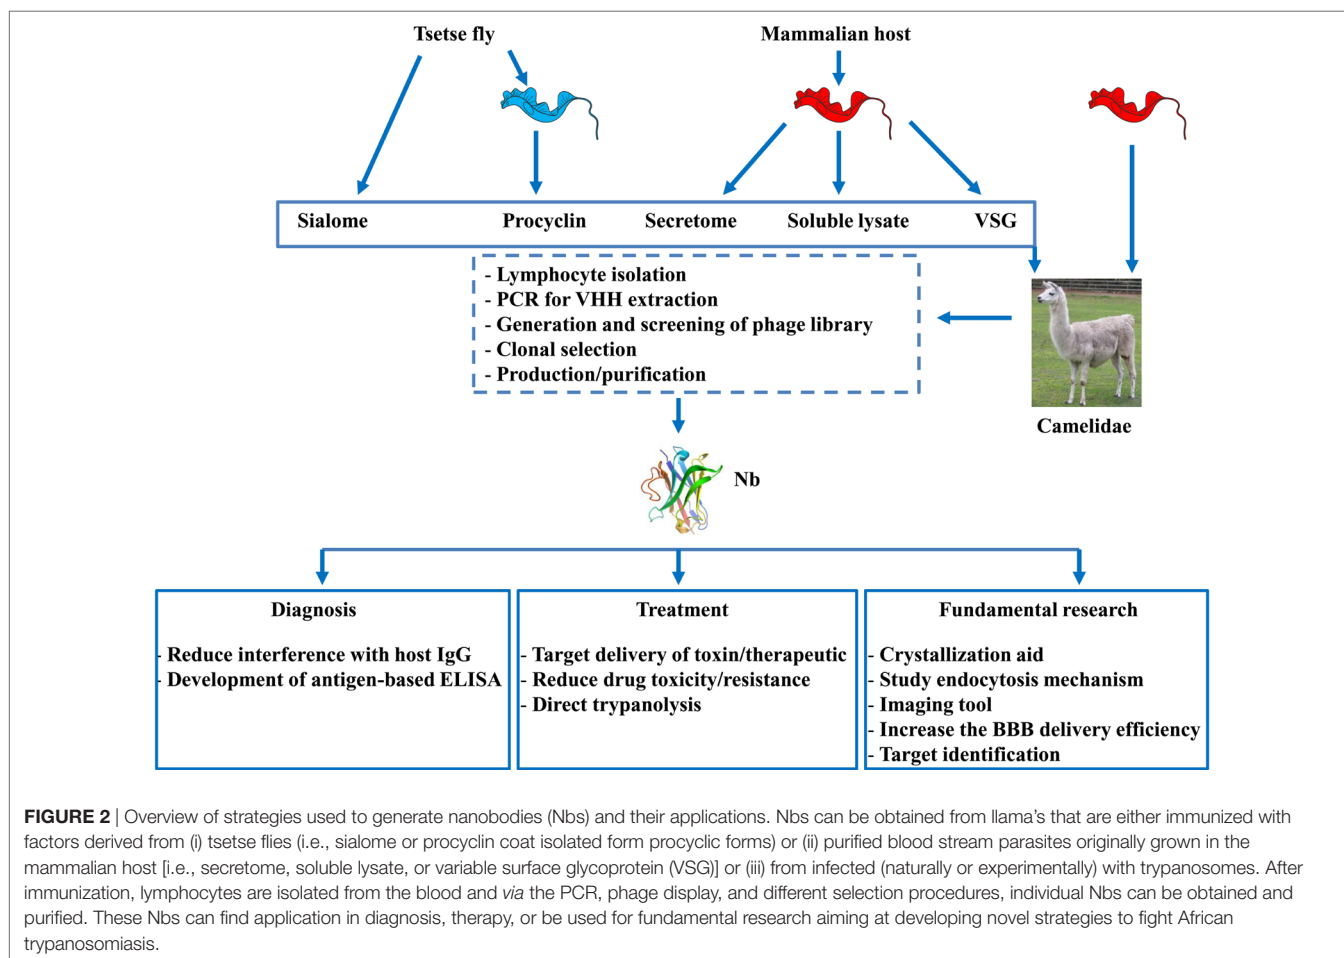 Tsetse fly
Mammalian host
Sialome
Procyclin
Secretome
Soluble lysate
VSG
- Lymphocyte isolation
- PCR for VHH extraction
- Generation and screening of phage library
- Clonal selection
- Production/purification
Camelidae
Nb
Diagnosis
- Reduce interference with host IgG
- Development of antigen-based ELISA
Treatment
- Target delivery of toxin/therapeutic
- Reduce drug toxicity/resistance
- Direct trypanolysis
Fundamental research
- Crystallization aid
- Study endocytosis mechanism
- Imaging tool
- Increase the BBB delivery efficiency
- Target identification
FIGURE 2 | Overview of strategies used to generate nanobodies (Nbs) and their applications. Nbs can be obtained from llama's that are either immunized with
factors derived from (i) tsetse flies (i.e., sialome or procyclin coat isolated form procyclic forms) or (ii) purified blood stream parasites originally grown in the
mammalian host [i.e., secretome, soluble lysate, or variable surface glycoprotein (VSG)] or (iii) from infected (naturally or experimentally) with trypanosomes. After
immunization, lymphocytes are isolated from the blood and via the PCR, phage display, and different selection procedures, individual Nbs can be obtained and
purified. These Nbs can find application in diagnosis, therapy, or be used for fundamental research aiming at developing novel strategies to fight African
trypanosomiasis.